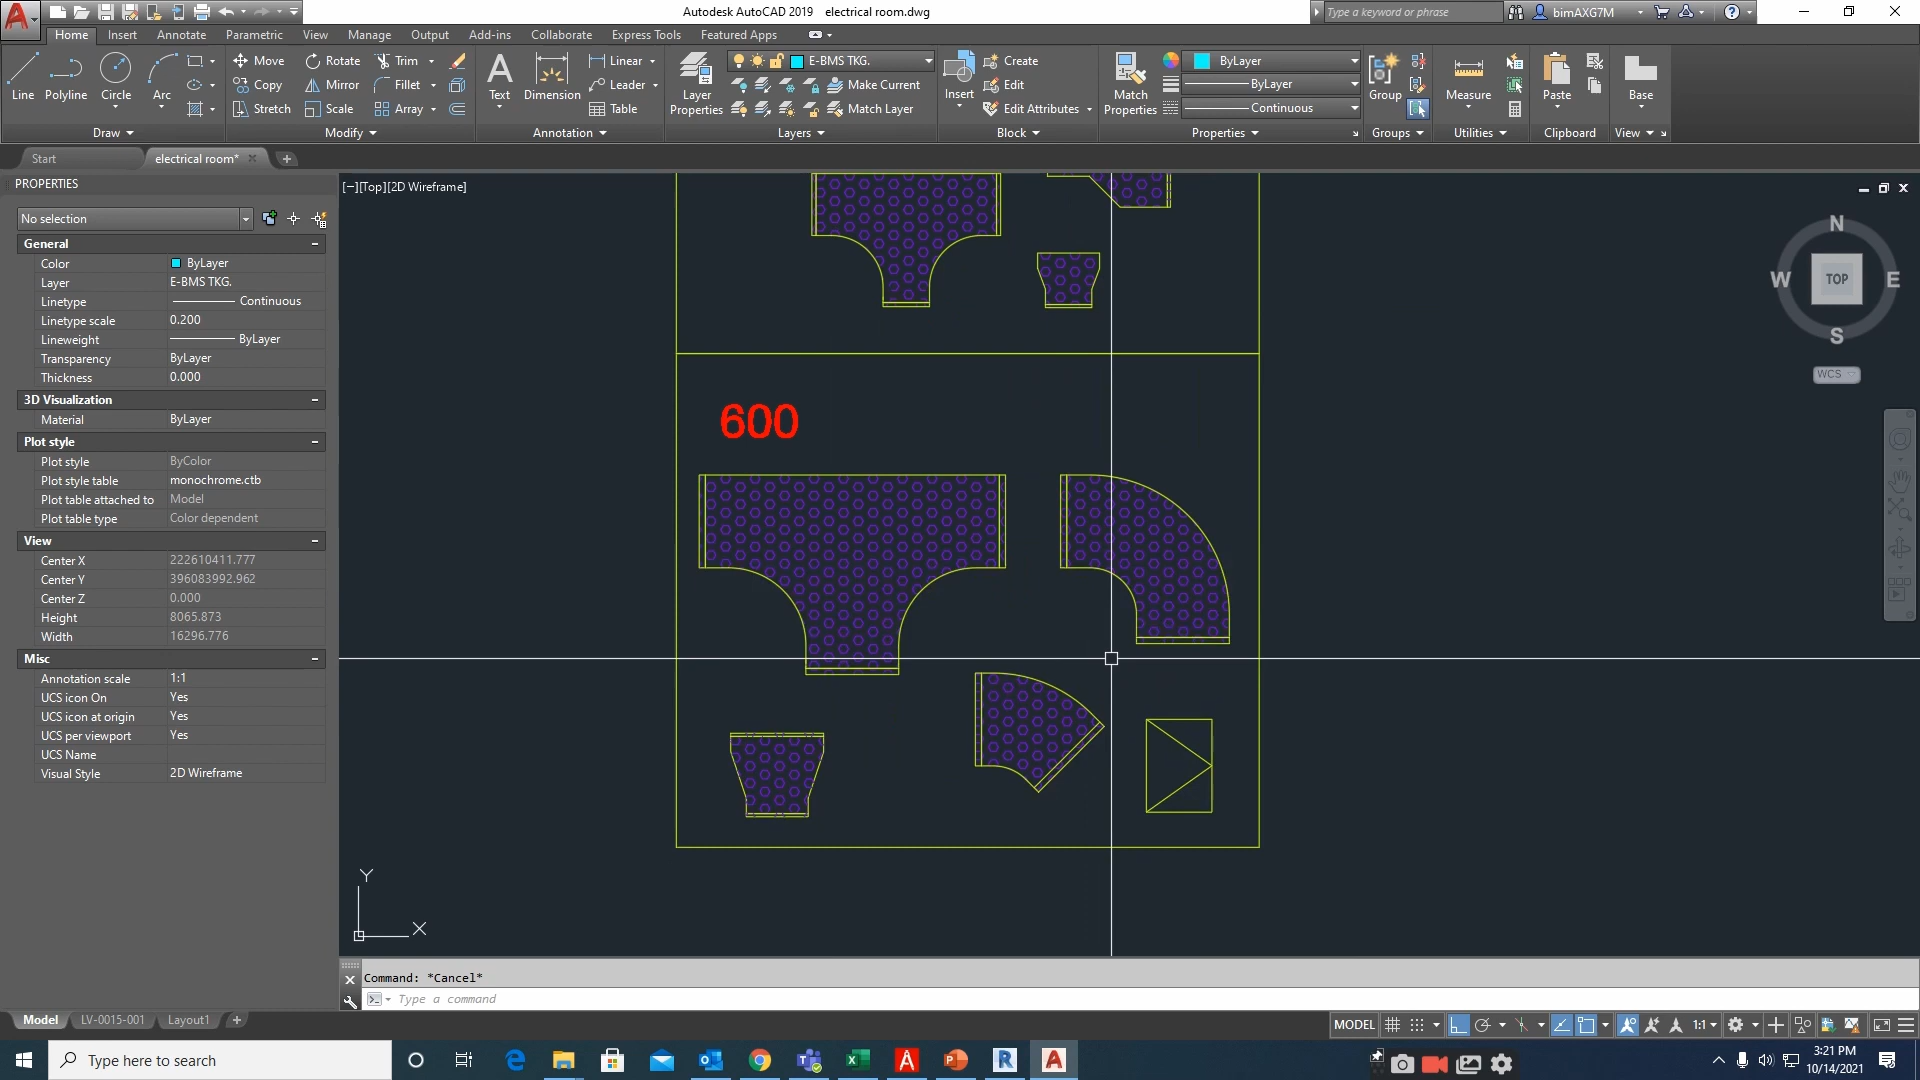 Autodesk AutoCAD 2019 electrical room.dwg
Type a keyword or phrase
bimAXG7M
Home Insert Annotate Parametric View Manage Output Add-ins Collaborate Express Tools Featured Apps
Line Polyline Circle Arc
Move Rotate Trim
Copy Mirror Fillet
Stretch Scale Array
Text Dimension
Linear
Leader
Table
Layer Properties
E-BMS TKG.
Make Current
Match Layer
Insert
Create
Edit
Edit Attributes
Match Properties
ByLayer
ByLayer
Continuous
Group
Measure
Paste
Base
Draw Modify Annotation Layers Block Properties Groups Utilities Clipboard View
Start electrical room*
PROPERTIES
No selection
General
Color ByLayer
Layer E-BMS TKG.
Linetype Continuous
Linetype scale 0.200
Lineweight ByLayer
Transparency ByLayer
Thickness 0.000
3D Visualization
Material ByLayer
Plot style
Plot style ByColor
Plot style table monochrome.ctb
Plot table attached to Model
Plot table type Color dependent
View
Center X 222610411.777
Center Y 396083992.962
Center Z 0.000
Height 8065.873
Width 16296.776
Misc
Annotation scale 1:1
UCS icon On Yes
UCS icon at origin Yes
UCS per viewport Yes
UCS Name
Visual Style 2D Wireframe
[−][Top][2D Wireframe]
N
W TOP E
S
WCS
600
Y
X
Command: *Cancel*
Type a command
Model LV-0015-001 Layout1
MODEL 1:1
Type here to search
3:21 PM
10/14/2021